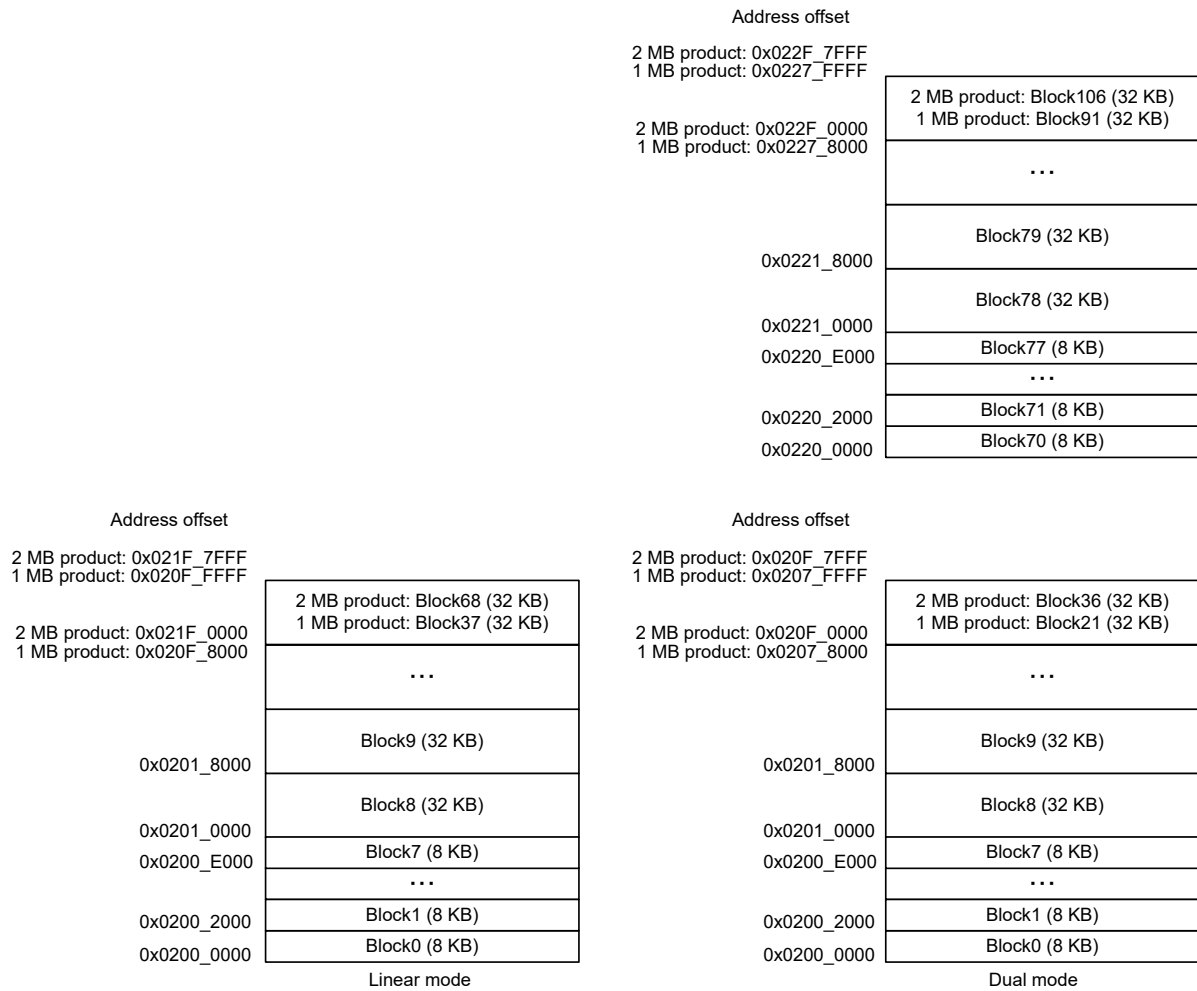 Address offset
2 MB product: 0x022F_7FFF
1 MB product: 0x0227_FFFF
2 MB product: Block106 (32 KB)
1 MB product: Block91 (32 KB)
2 MB product: 0x022F_0000
1 MB product: 0x0227_8000
...
Block79 (32 KB)
0x0221_8000
Block78 (32 KB)
0x0221_0000
Block77 (8 KB)
0x0220_E000
...
Block71 (8 KB)
0x0220_2000
Block70 (8 KB)
0x0220_0000
Address offset
2 MB product: 0x021F_7FFF
1 MB product: 0x020F_FFFF
2 MB product: Block68 (32 KB)
1 MB product: Block37 (32 KB)
2 MB product: 0x021F_0000
1 MB product: 0x020F_8000
...
Block9 (32 KB)
0x0201_8000
Block8 (32 KB)
0x0201_0000
Block7 (8 KB)
0x0200_E000
...
Block1 (8 KB)
0x0200_2000
Block0 (8 KB)
0x0200_0000
Linear mode
Address offset
2 MB product: 0x020F_7FFF
1 MB product: 0x0207_FFFF
2 MB product: Block36 (32 KB)
1 MB product: Block21 (32 KB)
2 MB product: 0x020F_0000
1 MB product: 0x0207_8000
...
Block9 (32 KB)
0x0201_8000
Block8 (32 KB)
0x0201_0000
Block7 (8 KB)
0x0200_E000
...
Block1 (8 KB)
0x0200_2000
Block0 (8 KB)
0x0200_0000
Dual mode